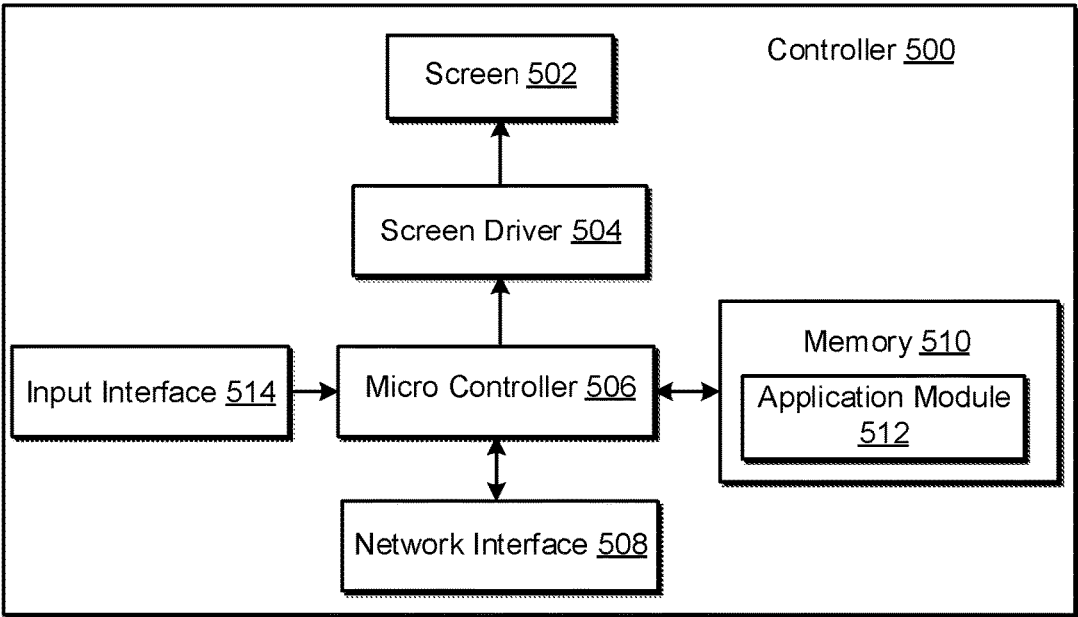 Controller 500
Screen 502
Screen Driver 504
Memory 510
Input Interface 514
Micro Controller 506
Application Module
512
Network Interface 508